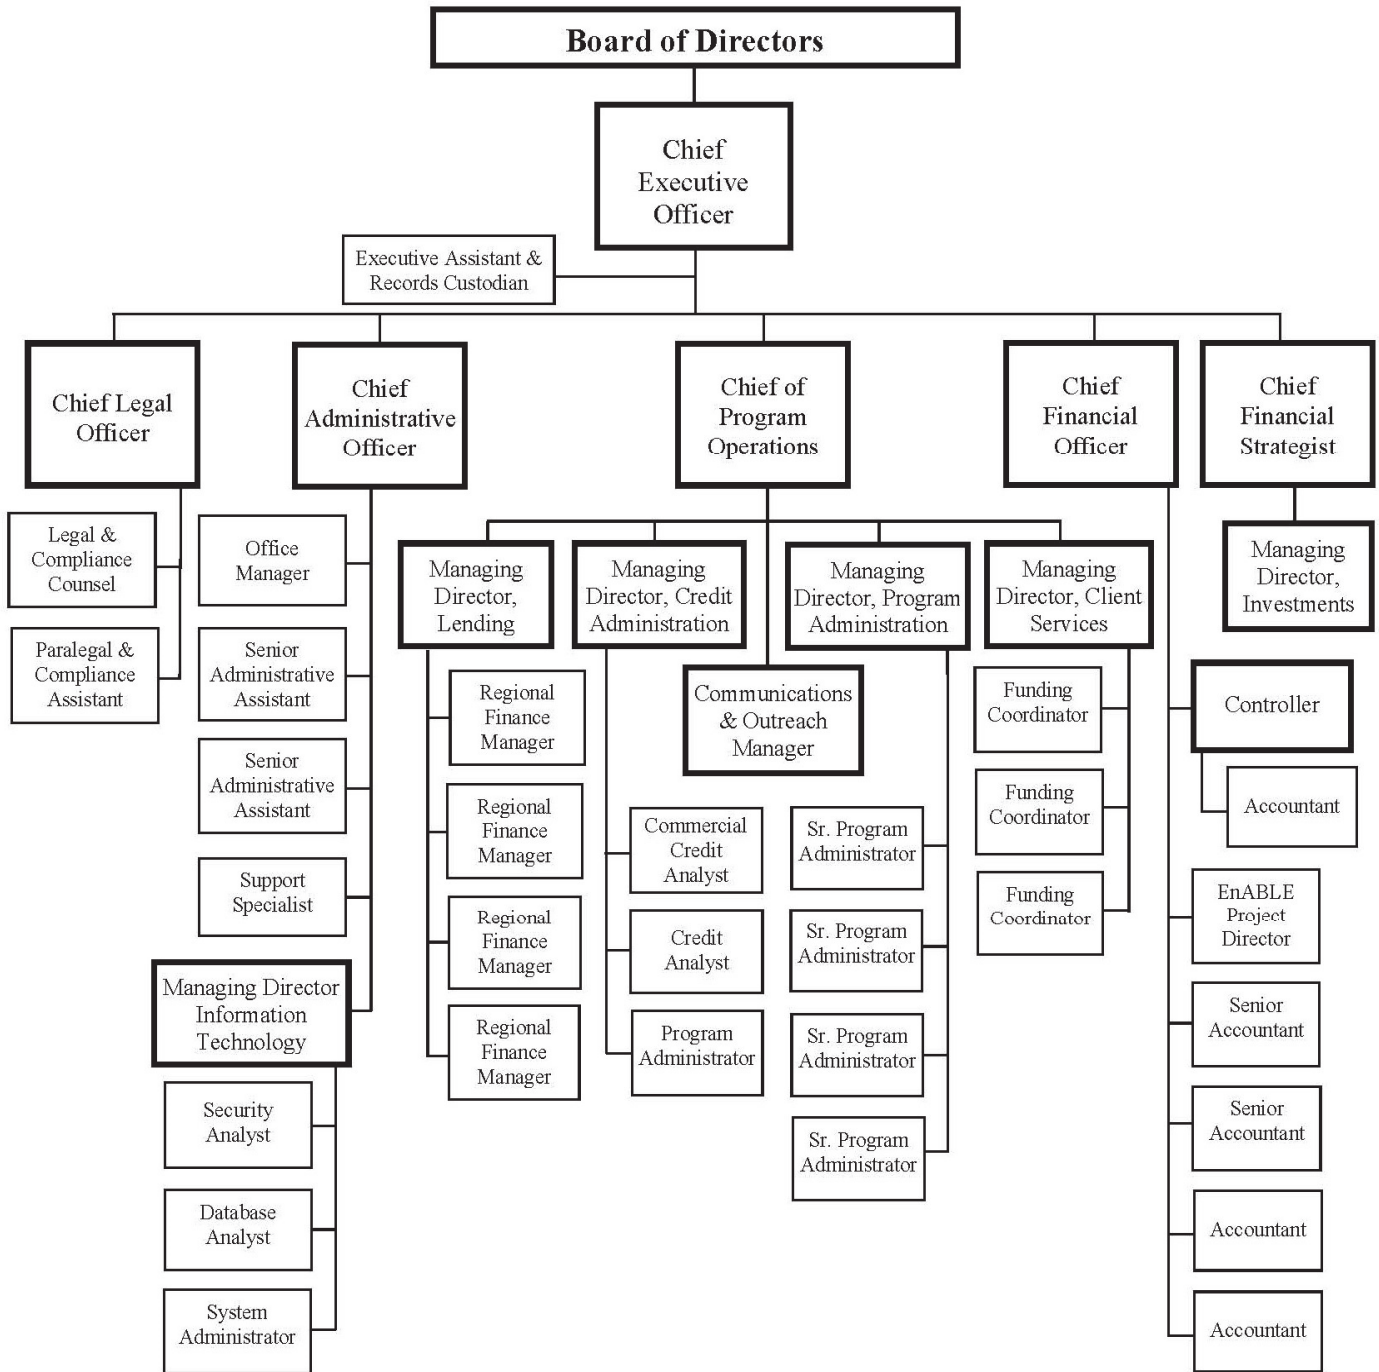 Board of Directors
Chief
Executive
Officer
Executive Assistant &
Records Custodian
Chief Legal
Officer
Chief
Administrative
Officer
Chief of
Program
Operations
Chief
Financial
Officer
Chief
Financial
Strategist
Legal &
Compliance
Counsel
Paralegal &
Compliance
Assistant
Office
Manager
Senior
Administrative
Assistant
Senior
Administrative
Assistant
Support
Specialist
Managing Director
Information
Technology
Security
Analyst
Database
Analyst
System
Administrator
Managing
Director,
Lending
Regional
Finance
Manager
Regional
Finance
Manager
Regional
Finance
Manager
Regional
Finance
Manager
Managing
Director, Credit
Administration
Commercial
Credit
Analyst
Credit
Analyst
Program
Administrator
Communications
& Outreach
Manager
Managing
Director, Program
Administration
Sr. Program
Administrator
Sr. Program
Administrator
Sr. Program
Administrator
Sr. Program
Administrator
Managing
Director, Client
Services
Funding
Coordinator
Funding
Coordinator
Funding
Coordinator
Controller
Accountant
EnABLE
Project
Director
Senior
Accountant
Senior
Accountant
Accountant
Accountant
Managing
Director,
Investments